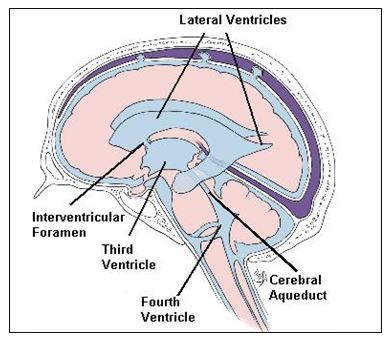 Lateral Ventricles
Interventricular
Foramen
Third
Ventricle
Fourth
Ventricle
Cerebral
Aqueduct